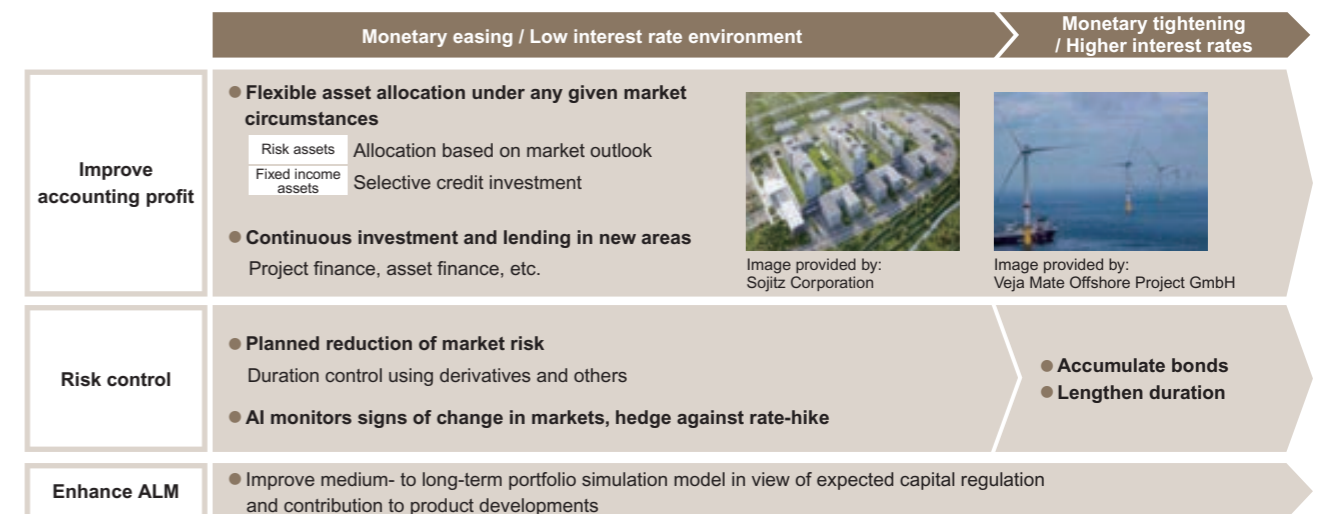 Monetary easing / Low interest rate environment
Monetary tightening
/ Higher interest rates
Improve
accounting profit
● Flexible asset allocation under any given market
circumstances
Risk assets Allocation based on market outlook
Fixed income
assets
Selective credit investment
● Continuous investment and lending in new areas
Project finance, asset finance, etc.
Image provided by:
Sojitz Corporation
Image provided by:
Veja Mate Offshore Project GmbH
Risk control
● Planned reduction of market risk
Duration control using derivatives and others
● AI monitors signs of change in markets, hedge against rate-hike
● Accumulate bonds
● Lengthen duration
Enhance ALM
● Improve medium- to long-term portfolio simulation model in view of expected capital regulation
and contribution to product developments